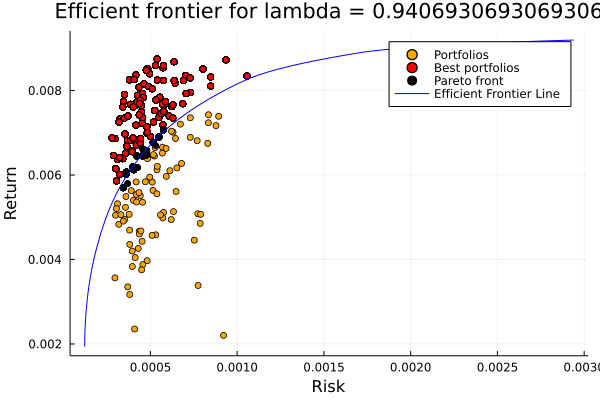 Efficient frontier for lambda = 0.9406930693069306
Return
0.008
0.006
0.004
0.002
Portfolios
Best portfolios
Pareto front
Efficient Frontier Line
0.0005
0.0010
0.0015
0.0020
0.0025
0.0030
Risk